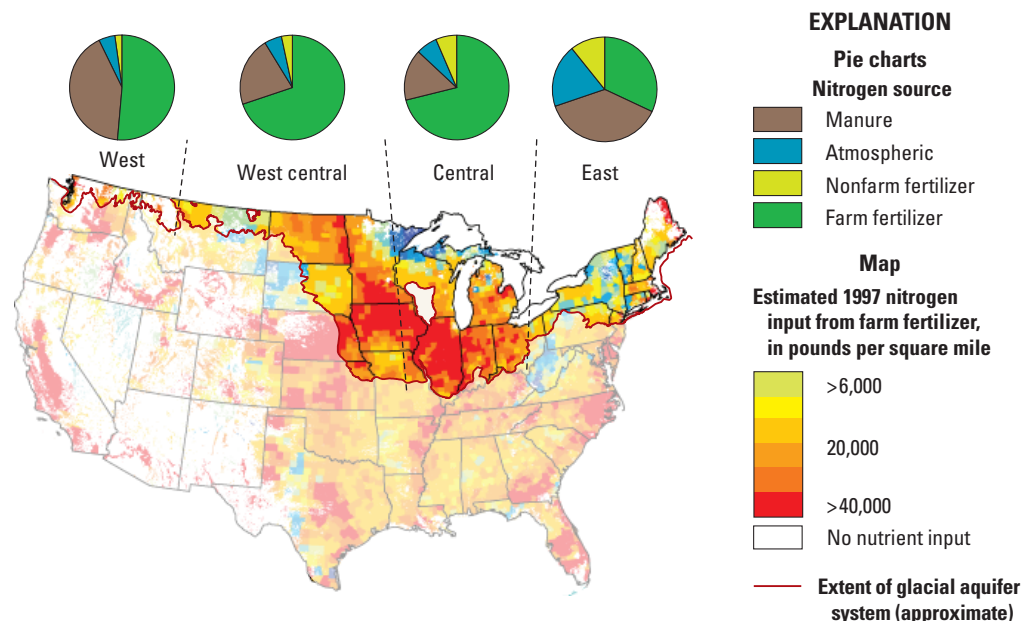 West
West central
Central
East
EXPLANATION
Pie charts
Nitrogen source
Manure
Atmospheric
Nonfarm fertilizer
Farm fertilizer
Map
Estimated 1997 nitrogen
input from farm fertilizer,
in pounds per square mile
>6,000
20,000
>40,000
No nutrient input
Extent of glacial aquifer
system (approximate)